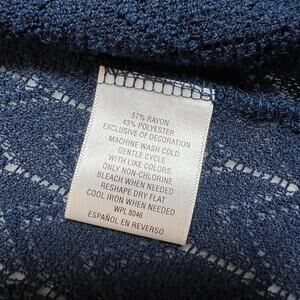 57% RAYON
43% POLYESTER
EXCLUSIVE OF DECORATION
MACHINE WASH COLD
GENTLE CYCLE
WITH LIKE COLORS
ONLY NON-CHLORINE
BLEACH WHEN NEEDED
RESHAPE DRY FLAT
COOL IRON WHEN NEEDED
WPL 8046
ESPAÑOL EN REVERSO